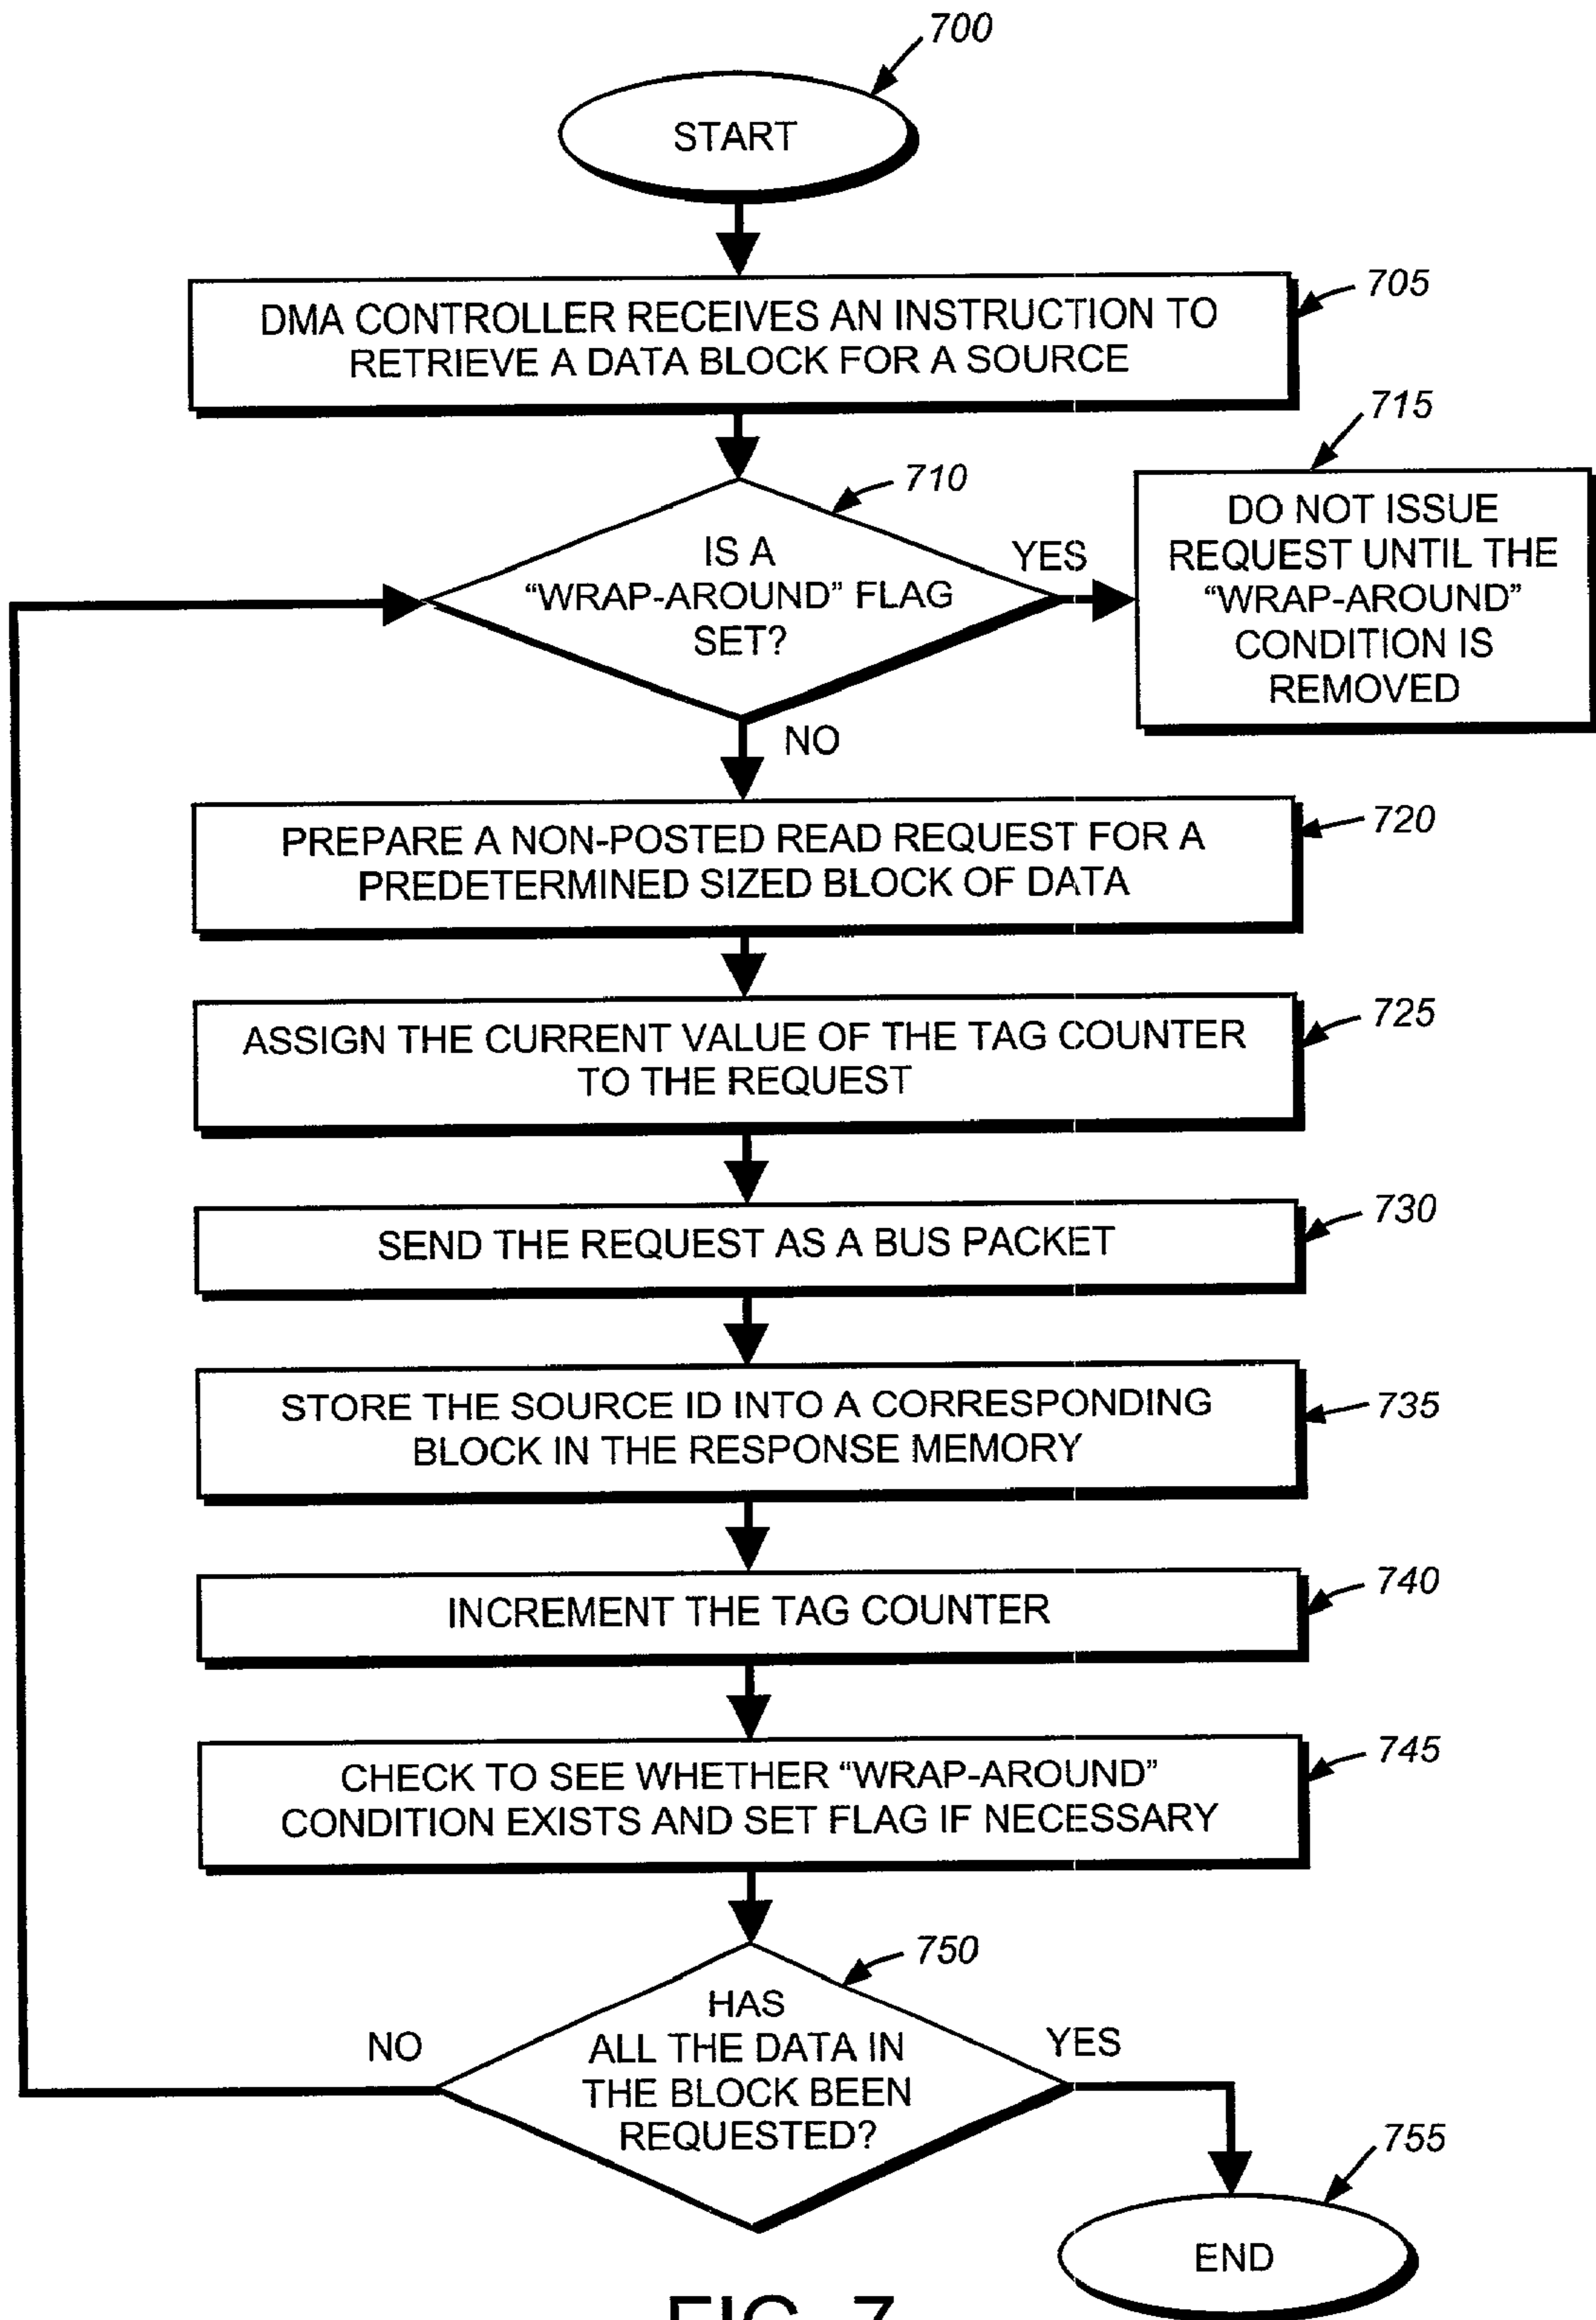 700
START
705
DMA CONTROLLER RECEIVES AN INSTRUCTION TO
RETRIEVE A DATA BLOCK FOR A SOURCE
715
710
DO NOT ISSUE
REQUEST UNTIL THE
“WRAP-AROUND”
CONDITION IS
REMOVED
IS A
“WRAP-AROUND” FLAG
SET?
YES
NO
720
PREPARE A NON-POSTED READ REQUEST FOR A
PREDETERMINED SIZED BLOCK OF DATA
725
ASSIGN THE CURRENT VALUE OF THE TAG COUNTER
TO THE REQUEST
730
SEND THE REQUEST AS A BUS PACKET
735
STORE THE SOURCE ID INTO A CORRESPONDING
BLOCK IN THE RESPONSE MEMORY
740
INCREMENT THE TAG COUNTER
745
CHECK TO SEE WHETHER “WRAP-AROUND”
CONDITION EXISTS AND SET FLAG IF NECESSARY
750
HAS
ALL THE DATA IN
THE BLOCK BEEN
REQUESTED?
NO
YES
755
END
FIG. 7